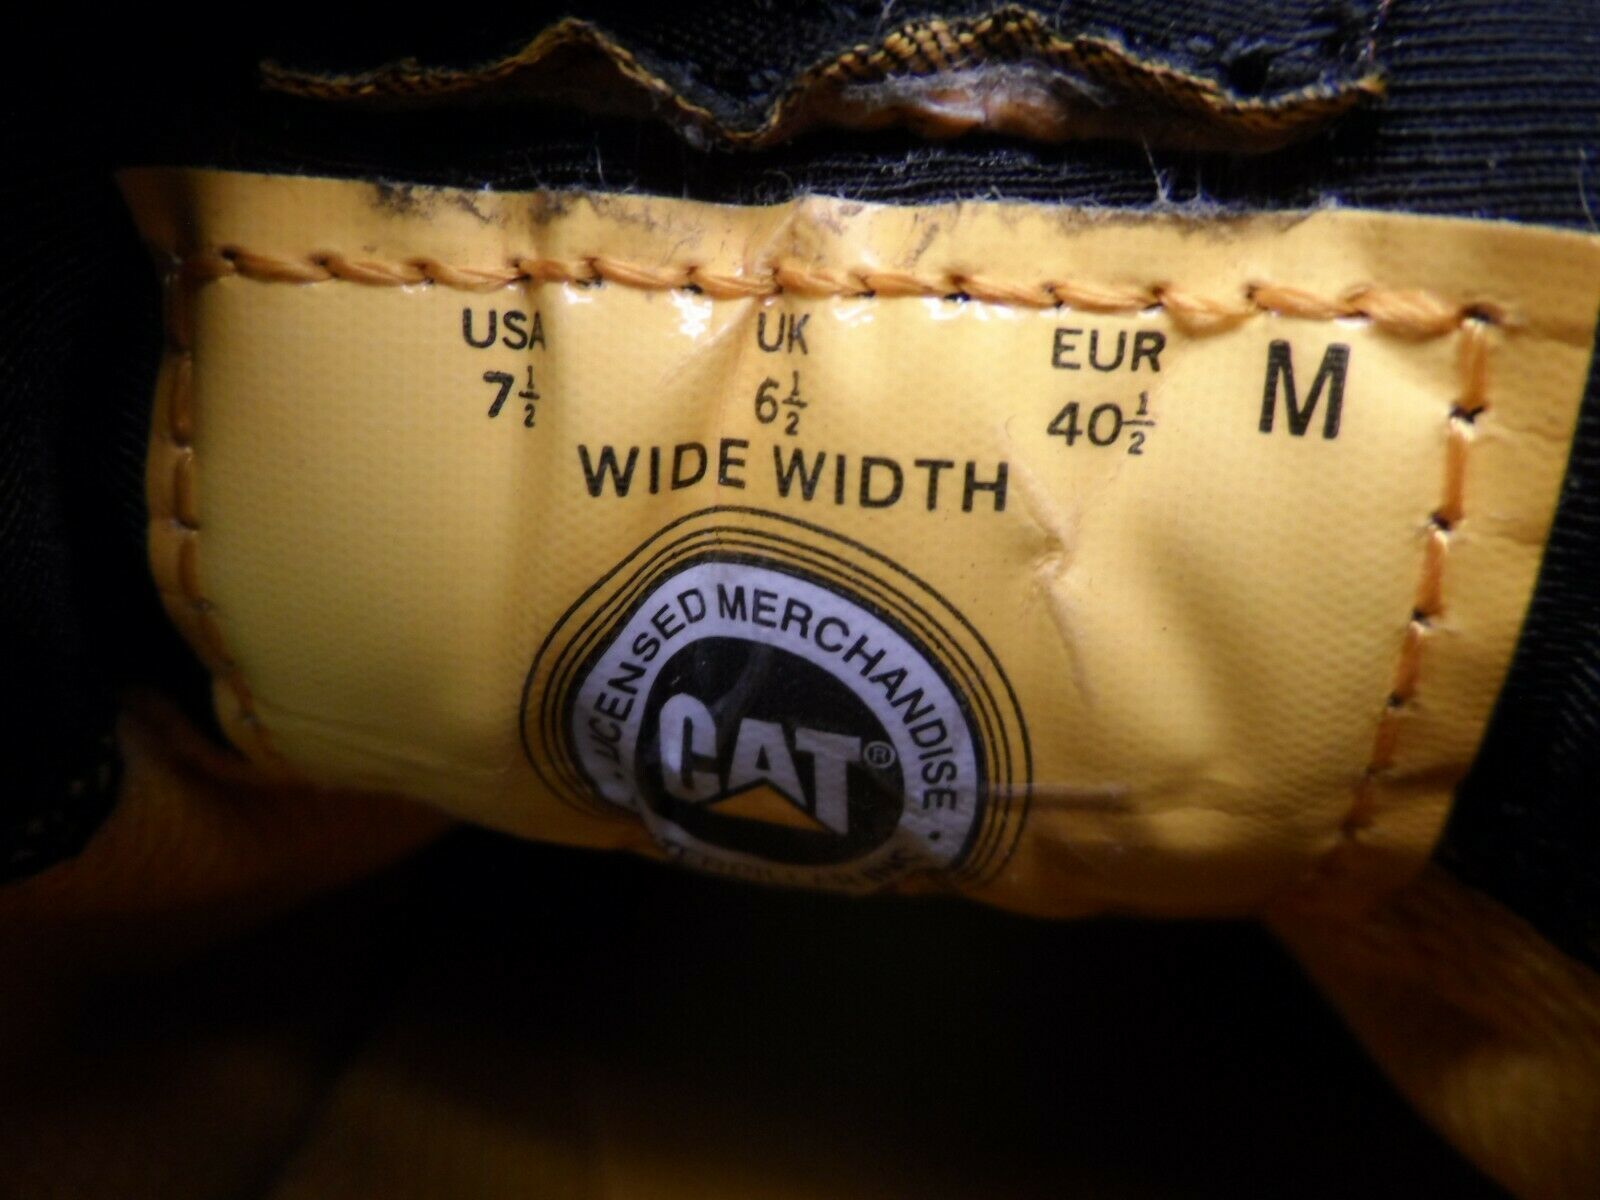 USA UK EUR M
7½ 6½ 40½
WIDE WIDTH
LICENSED MERCHANDISE
CAT®